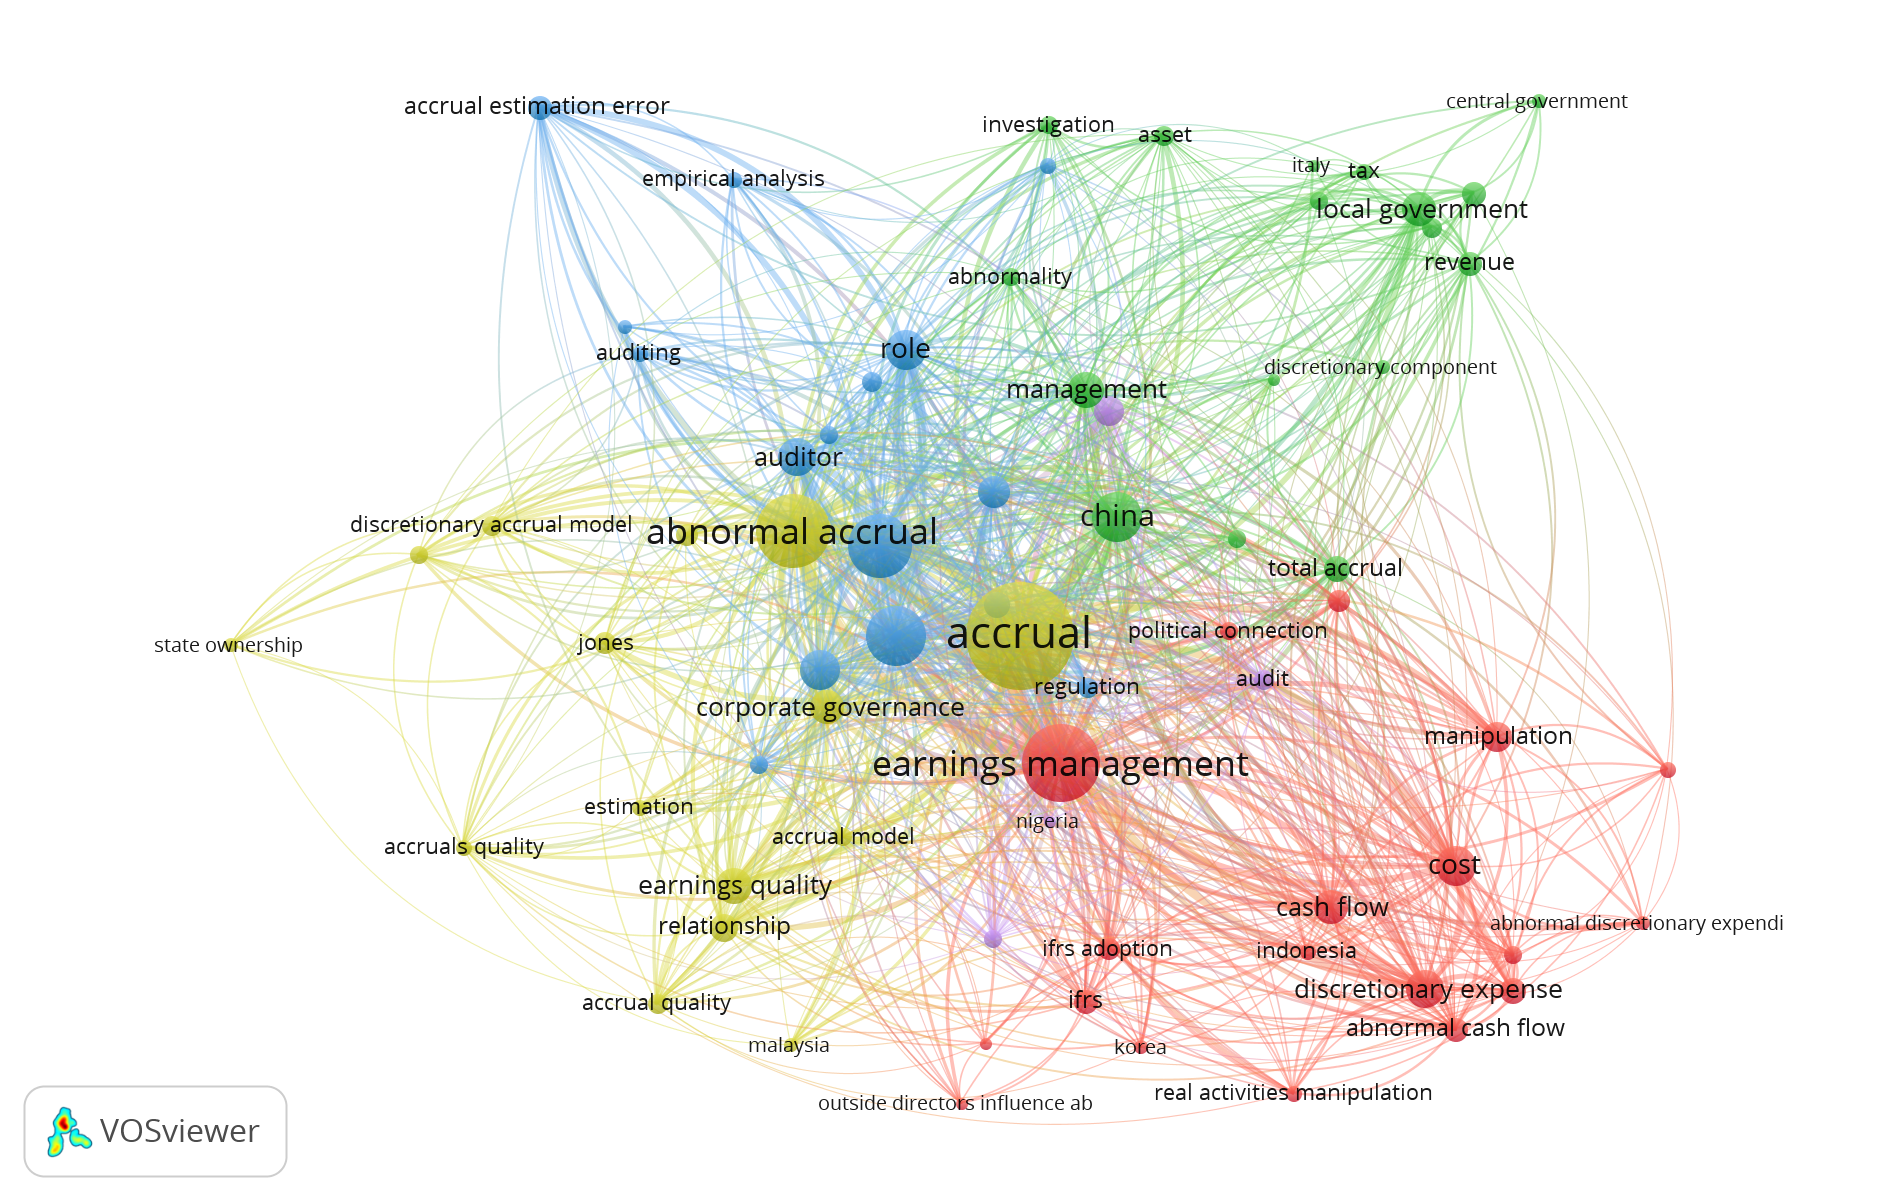 accrual estimation error
central government
investigation
asset
italy
tax
empirical analysis
local government
revenue
abnormality
role
auditing
discretionary component
management
auditor
discretionary accrual model
abnormal accrual
china
total accrual
political connection
accrual
jones
state ownership
audit
regulation
corporate governance
manipulation
earnings management
estimation
nigeria
accrual model
accruals quality
cost
earnings quality
cash flow
relationship
abnormal discretionary expendi
ifrs adoption
indonesia
discretionary expense
accrual quality
ifrs
abnormal cash flow
malaysia
korea
real activities manipulation
outside directors influence ab
VOSviewer